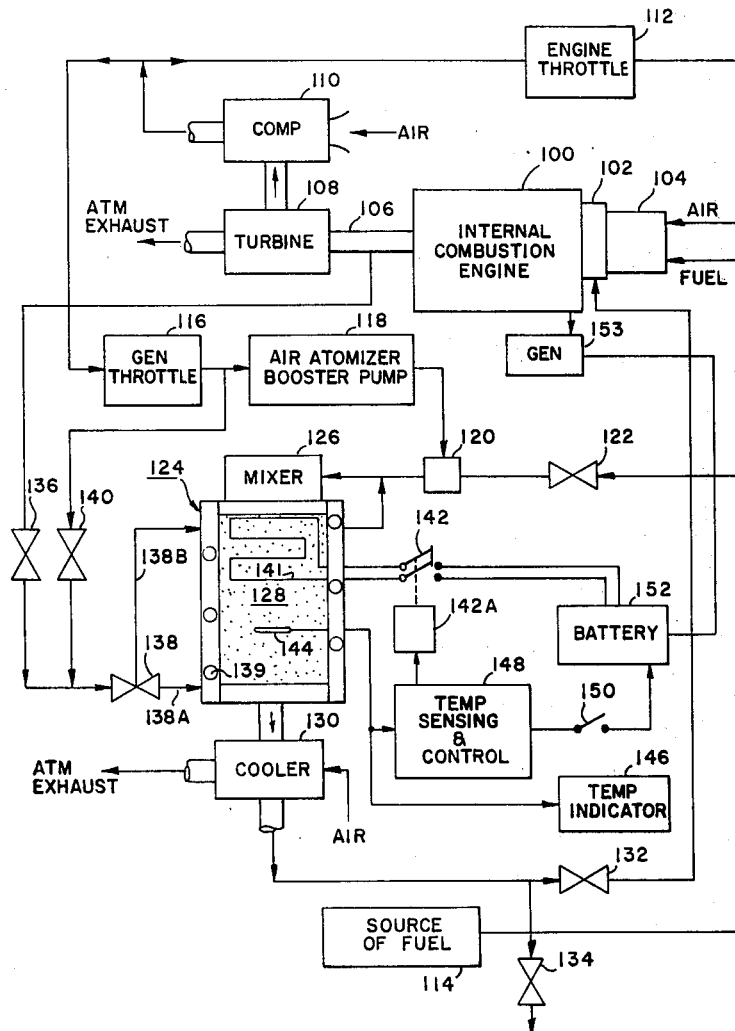 112
ENGINE
THROTTLE
110
COMP
AIR
108
ATM
EXHAUST
TURBINE
106
100
102
104
INTERNAL
COMBUSTION
ENGINE
AIR
FUEL
116
GEN
THROTTLE
118
AIR ATOMIZER
BOOSTER PUMP
GEN
153
126
MIXER
120
122
124
136
140
138B
142
141
128
144
142A
152
BATTERY
138
138A
139
148
TEMP
SENSING
&
CONTROL
150
130
COOLER
ATM
EXHAUST
AIR
146
TEMP
INDICATOR
132
SOURCE
OF FUEL
114
134